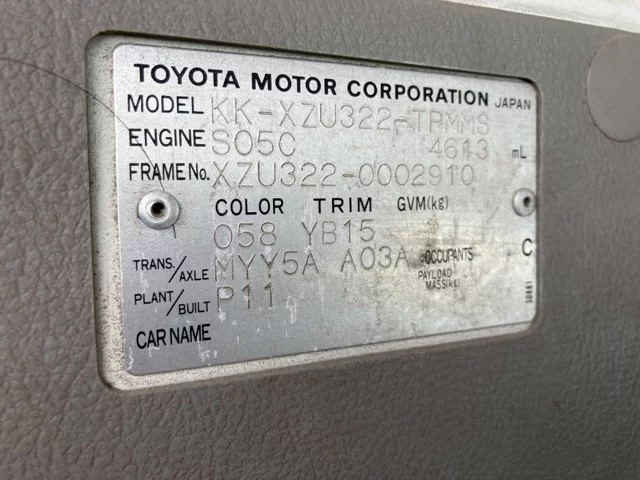 TOYOTA MOTOR CORPORATION JAPAN
MODEL KK-XZU322-TPMMS
ENGINE S05C 4613 mL
FRAME No. XZU322-0002910
COLOR TRIM GVM(kg)
058 YB15
TRANS./AXLE MYY5A A03A OCCUPANTS C
PAYLOAD MASS(kg)
PLANT/BUILT P11
CAR NAME